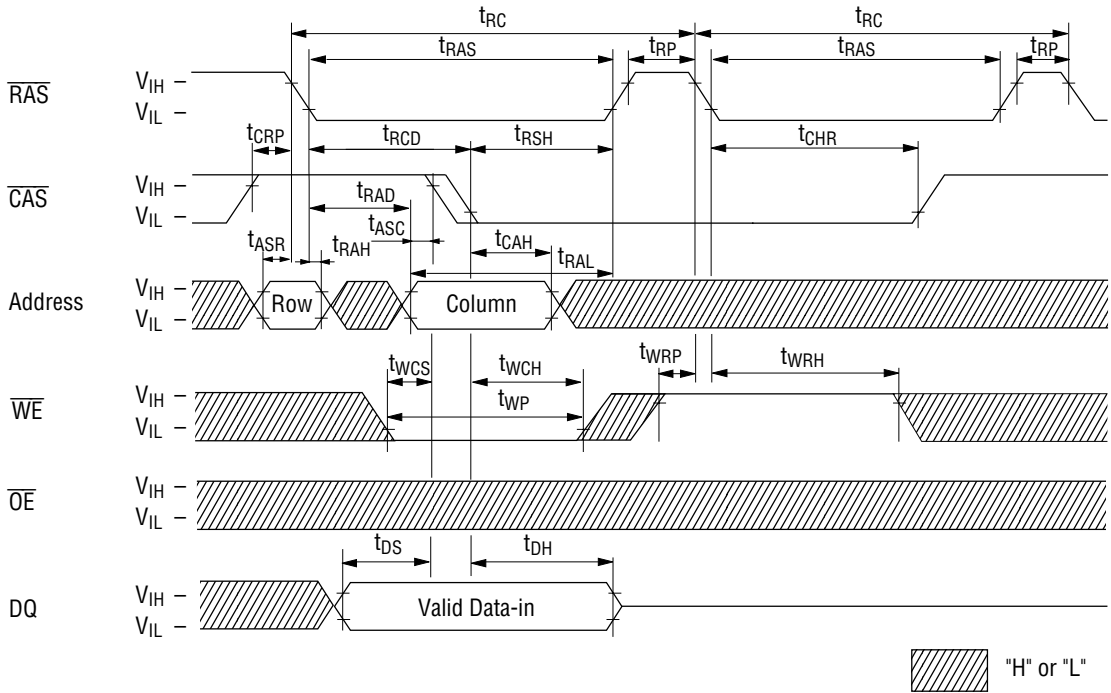 tRC tRC
tRAS tRP tRAS tRP
RAS VIH –
VIL –
tCRP tRCD tRSH tCHR
CAS VIH –
VIL –
tRAD
tASC
tASR tRAH tCAH
tRAL
Address VIH –
VIL –
Row Column
tWCS tWCH tWRP tWRH
tWP
WE VIH –
VIL –
OE VIH –
VIL –
tDS tDH
DQ VIH –
VIL –
Valid Data-in
"H" or "L"